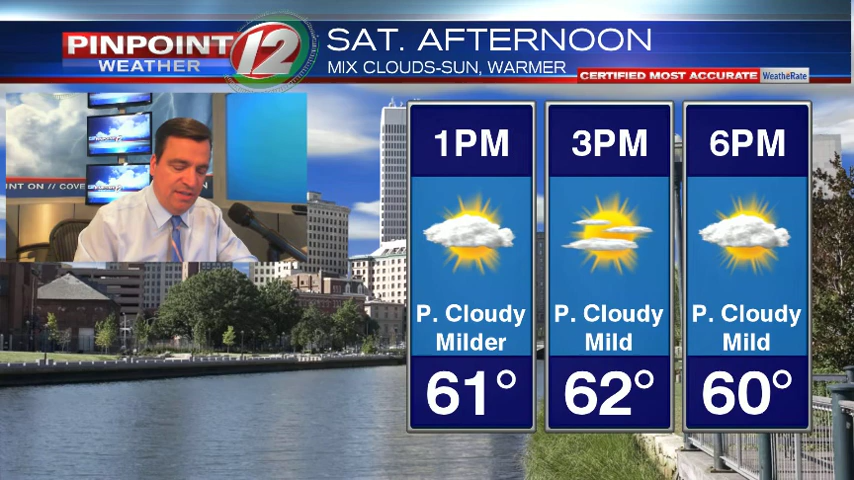 PINPOINT
WEATHER
12
SAT. AFTERNOON
MIX CLOUDS-SUN, WARMER
CERTIFIED MOST ACCURATE WeatheRate
1PM
3PM
6PM
P. Cloudy
Milder
P. Cloudy
Mild
P. Cloudy
Mild
61°
62°
60°